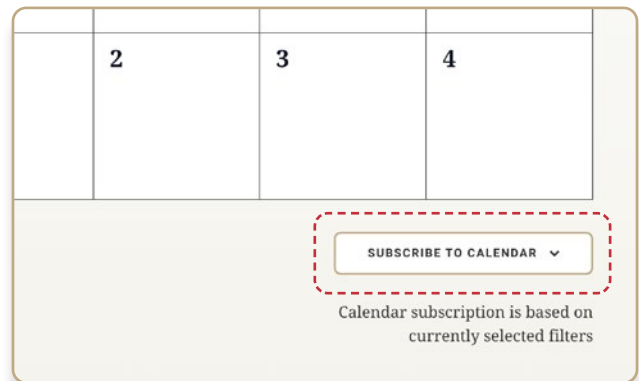 2 3 4
SUBSCRIBE TO CALENDAR
Calendar subscription is based on
currently selected filters